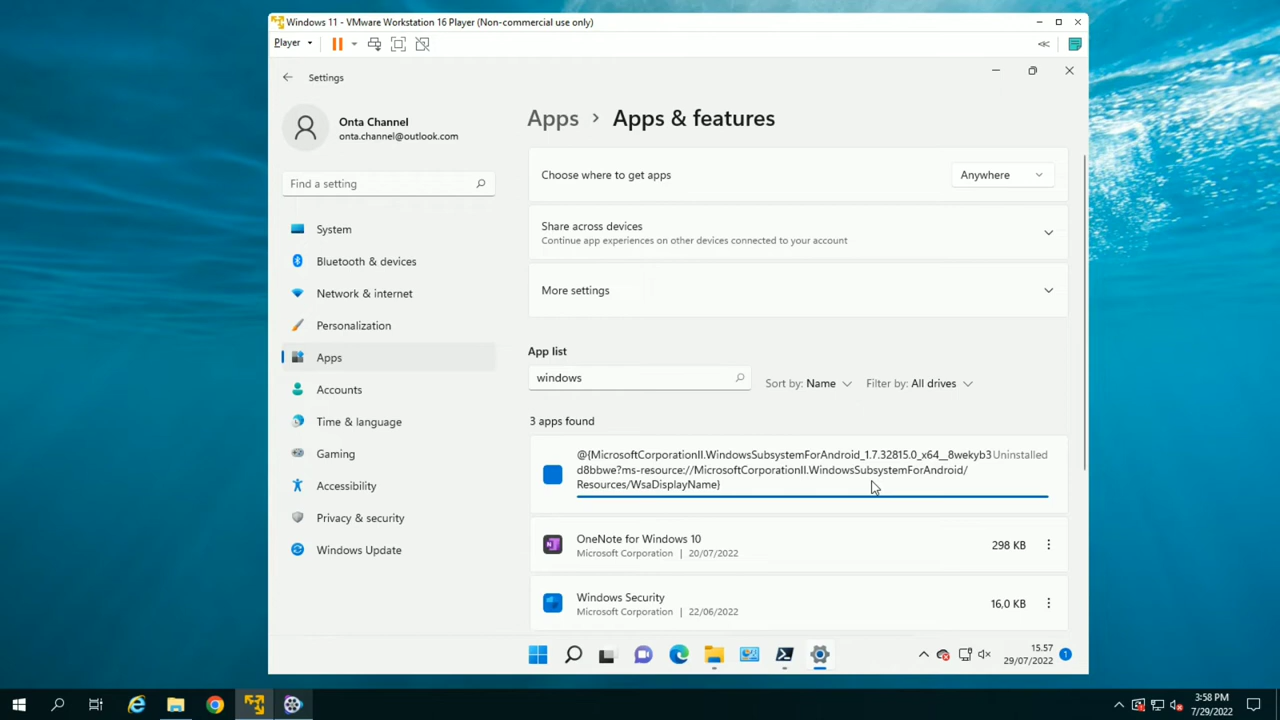 Windows 11 - VMware Workstation 16 Player (Non-commercial use only)
Player
Settings
Onta Channel
onta.channel@outlook.com
Find a setting
System
Bluetooth & devices
Network & internet
Personalization
Apps
Accounts
Time & language
Gaming
Accessibility
Privacy & security
Windows Update
Apps > Apps & features
Choose where to get apps
Anywhere
Share across devices
Continue app experiences on other devices connected to your account
More settings
App list
windows
Sort by: Name
Filter by: All drives
3 apps found
@{MicrosoftCorporationII.WindowsSubsystemForAndroid_1.7.32815.0_x64__8wekyb3
Uninstalled
d8bbwe?ms-resource://MicrosoftCorporationII.WindowsSubsystemForAndroid/
Resources/WsaDisplayName}
OneNote for Windows 10
Microsoft Corporation | 20/07/2022
298 KB
Windows Security
Microsoft Corporation | 22/06/2022
16,0 KB
15.57
29/07/2022
1
3:58 PM
7/29/2022